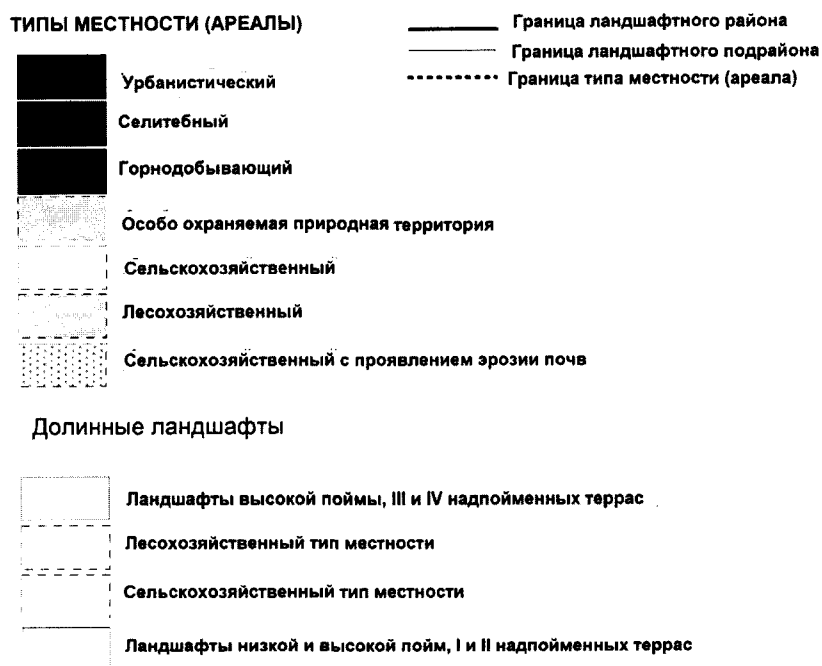 ТИПЫ МЕСТНОСТИ (АРЕАЛЫ)
Граница ландшафтного района
Граница ландшафтного подрайона
Граница типа местности (ареала)
Урбанистический
Селитебный
Горнодобывающий
Особо охраняемая природная территория
Сельскохозяйственный
Лесохозяйственный
Сельскохозяйственный с проявлением эрозии почв
Долинные ландшафты
Ландшафты высокой поймы, III и IV надпойменных террас
Лесохозяйственный тип местности
Сельскохозяйственный тип местности
Ландшафты низкой и высокой пойм, I и II надпойменных террас